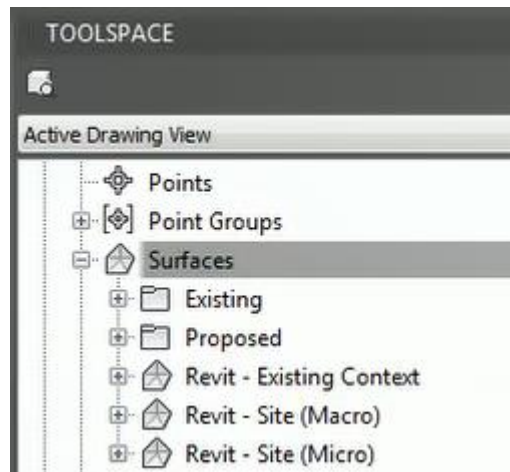 TOOLSPACE
Active Drawing View
Points
Point Groups
Surfaces
Existing
Proposed
Revit - Existing Context
Revit - Site (Macro)
Revit - Site (Micro)